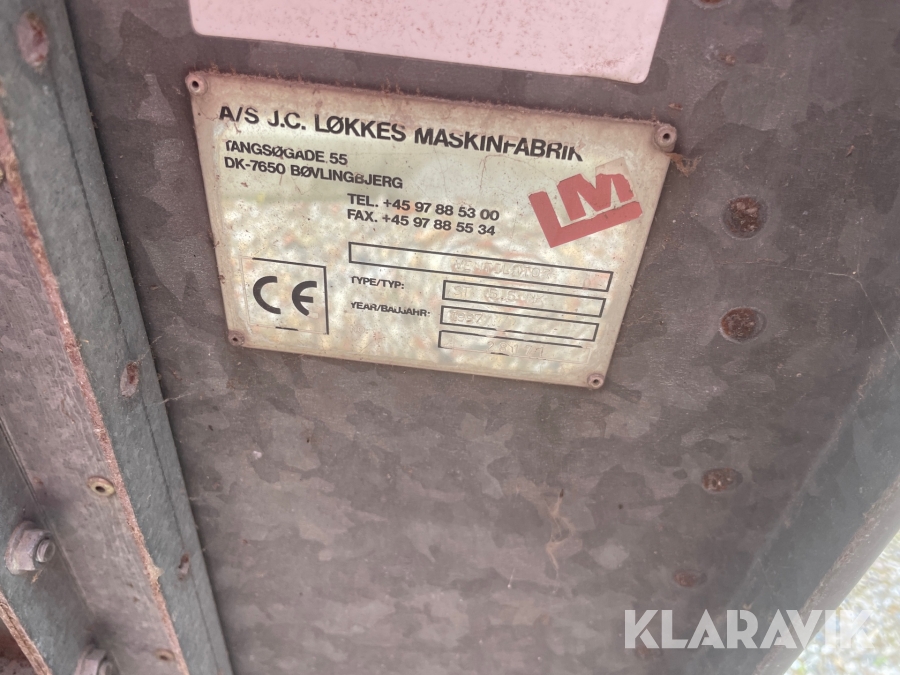 A/S J.C. LØKKES MASKINFABRIK
TANGSØGADE 55
DK-7650 BØVLINGBJERG
TEL. +45 97 88 53 00
FAX. +45 97 88 55 34
LM
CE
TYPE/TYP:
YEAR/BAUJAHR:
KLARAVIK